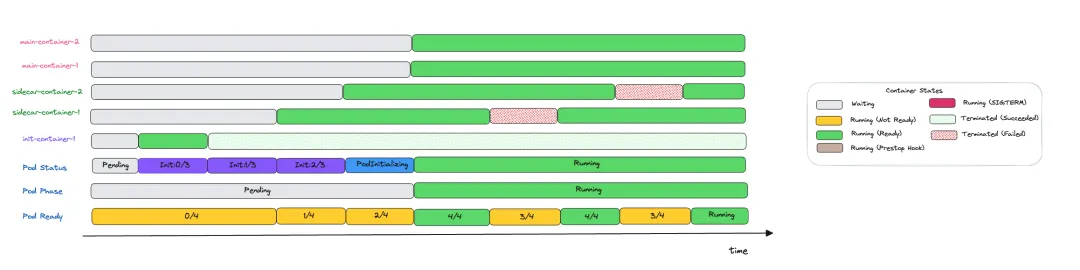 main-container-2
main-container-1
sidecar-container-2
sidecar-container-1
init-container-1
Pod Status Pending Init:0/3 Init:1/3 Init:2/3 PodInitializing Running
Pod Phase Pending Running
Pod Ready 0/4 1/4 2/4 4/4 3/4 4/4 3/4 Running
time
Container States
Waiting Running (SIGTERM)
Running (Not Ready) Terminated (Succeeded)
Running (Ready) Terminated (Failed)
Running (Prestop Hook)